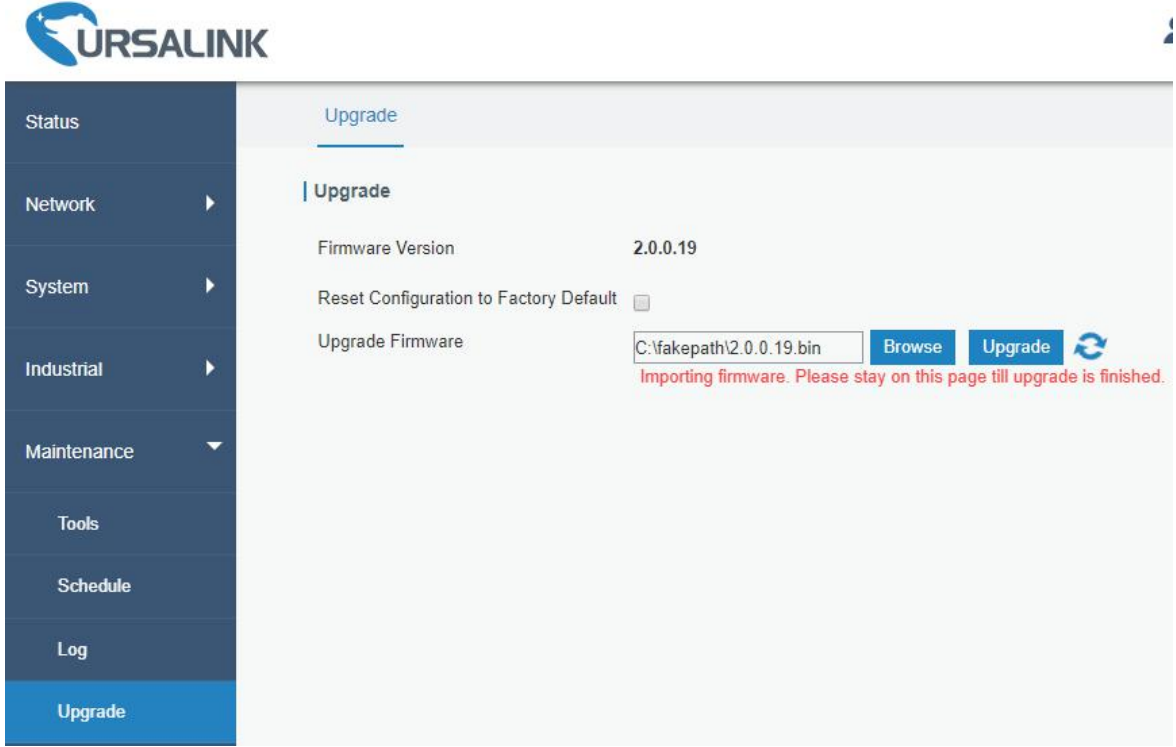 URSALINK
Status
Network
System
Industrial
Maintenance
Tools
Schedule
Log
Upgrade
Upgrade
Upgrade
Firmware Version 2.0.0.19
Reset Configuration to Factory Default
Upgrade Firmware C:\fakepath\2.0.0.19.bin Browse Upgrade
Importing firmware. Please stay on this page till upgrade is finished.